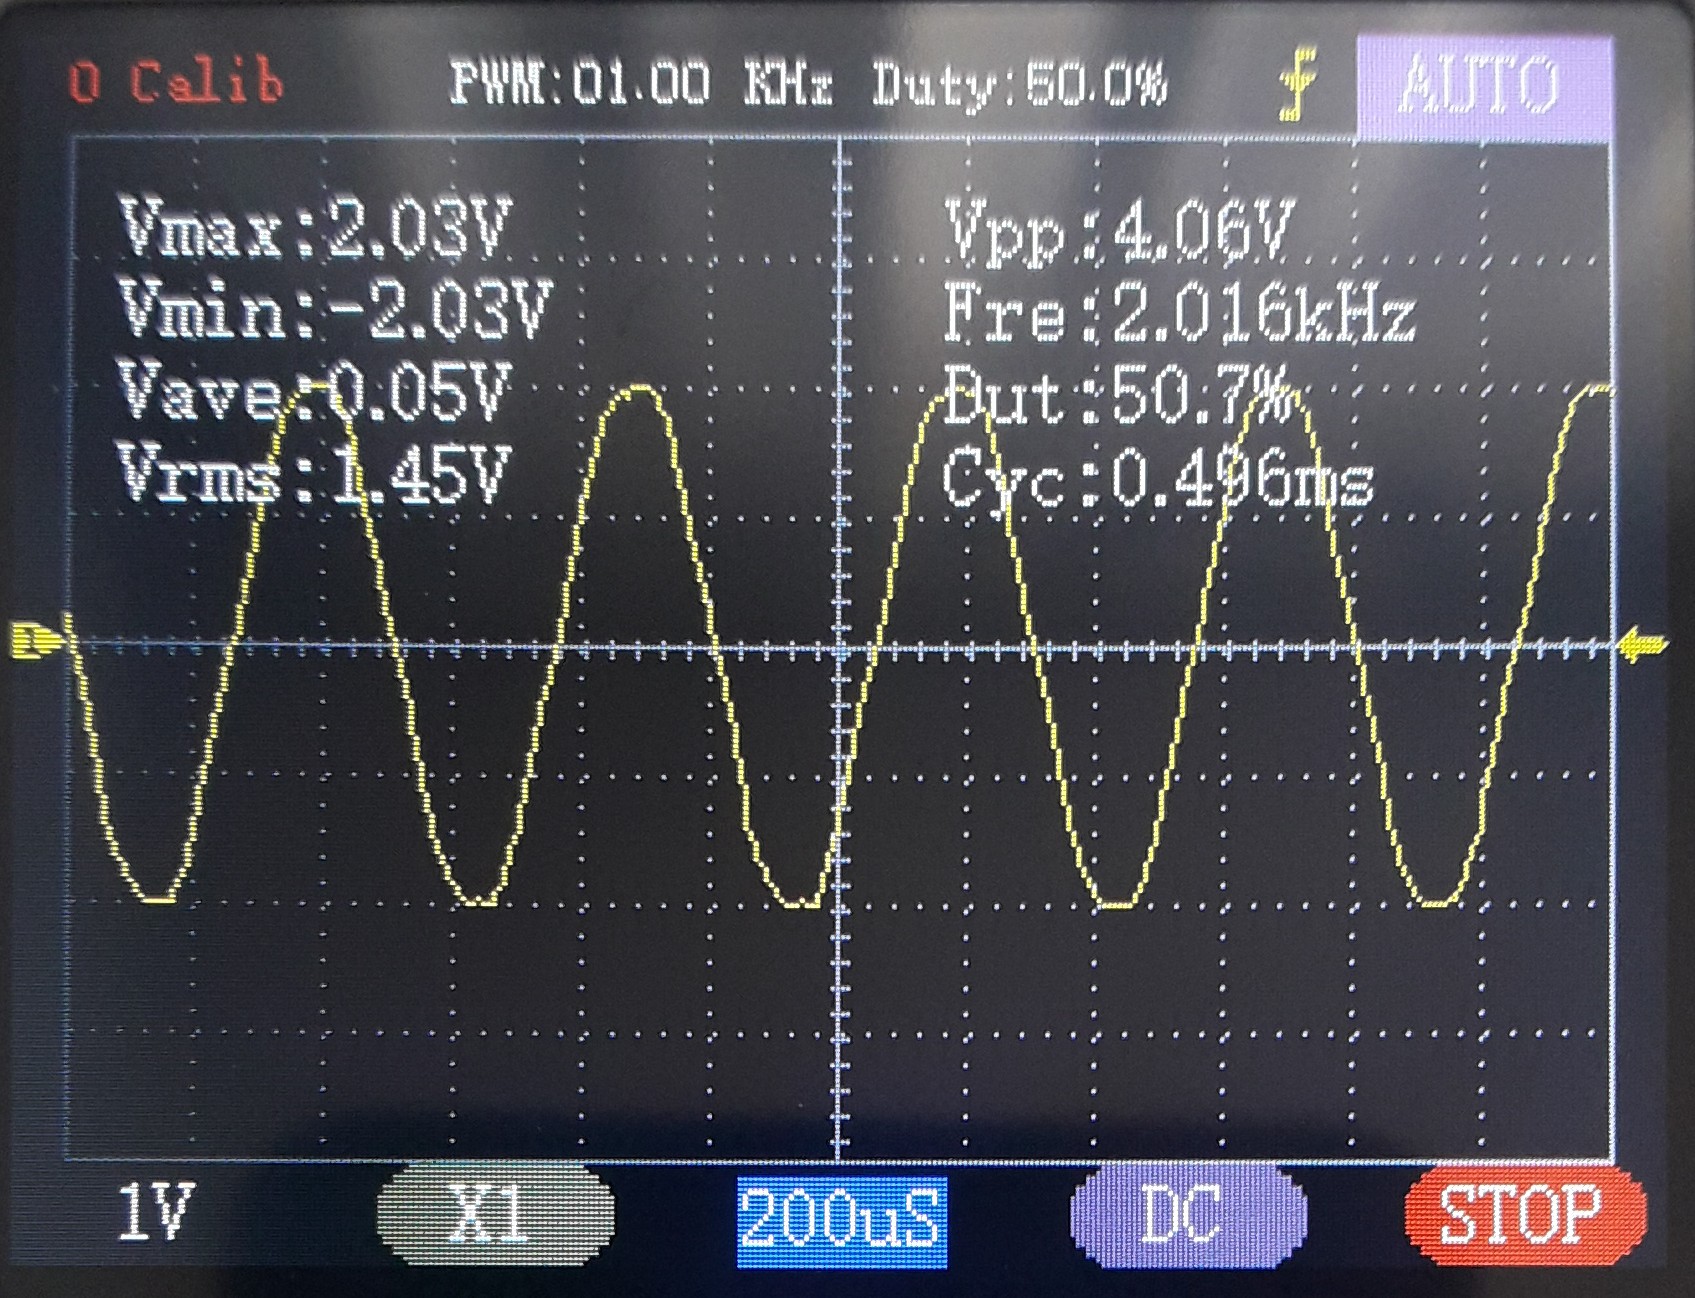 O Calib PWM:01.00 KHz Duty:50.0% AUTO
Vmax:2.03V Vpp:4.06V
Vmin:-2.03V Fre:2.016kHz
Vave:0.05V Dut:50.7%
Vrms:1.45V Cyc:0.496ms
1
1V X1 200uS DC STOP